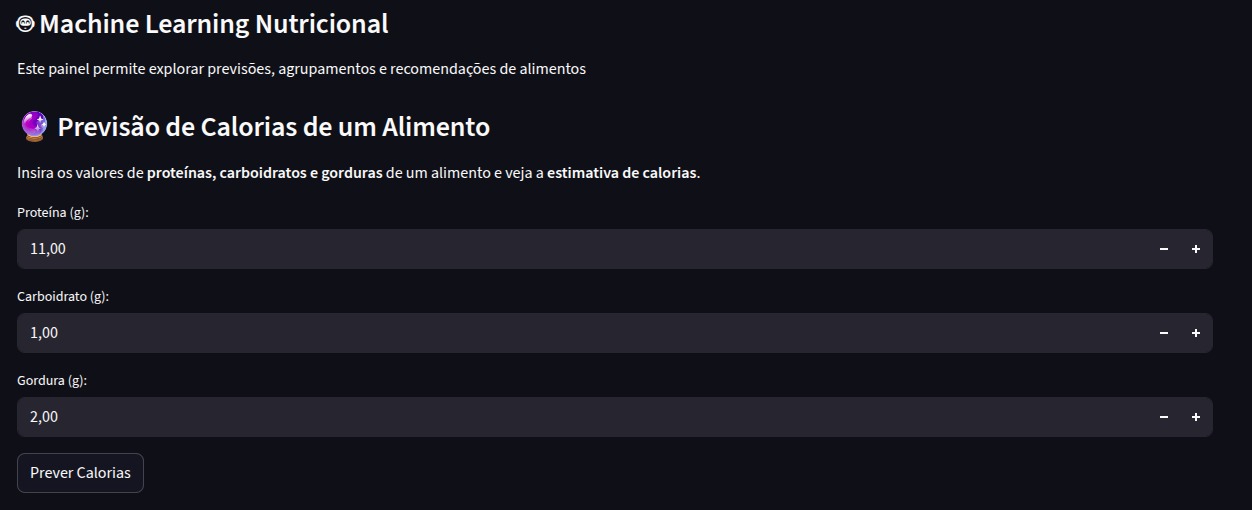 Machine Learning Nutricional
Este painel permite explorar previsões, agrupamentos e recomendações de alimentos
Previsão de Calorias de um Alimento
Insira os valores de proteínas, carboidratos e gorduras de um alimento e veja a estimativa de calorias.
Proteína (g):
11,00
Carboidrato (g):
1,00
Gordura (g):
2,00
Prever Calorias